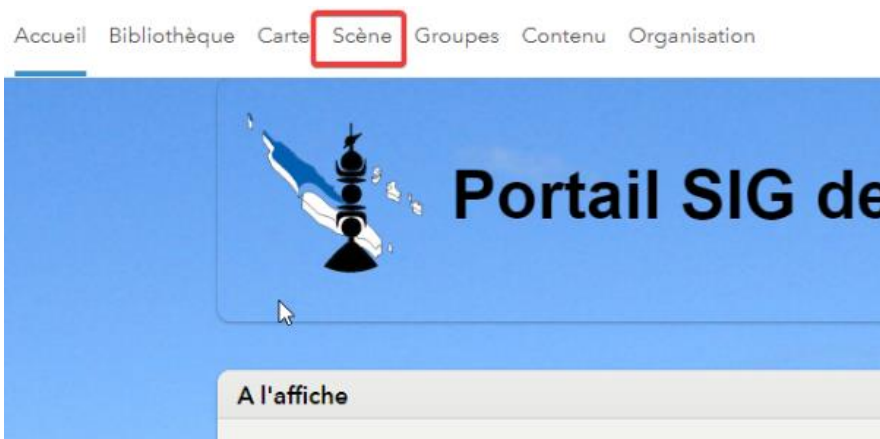 Accueil Bibliothèque Carte Scène Groupes Contenu Organisation
Portail SIG de
A l'affiche